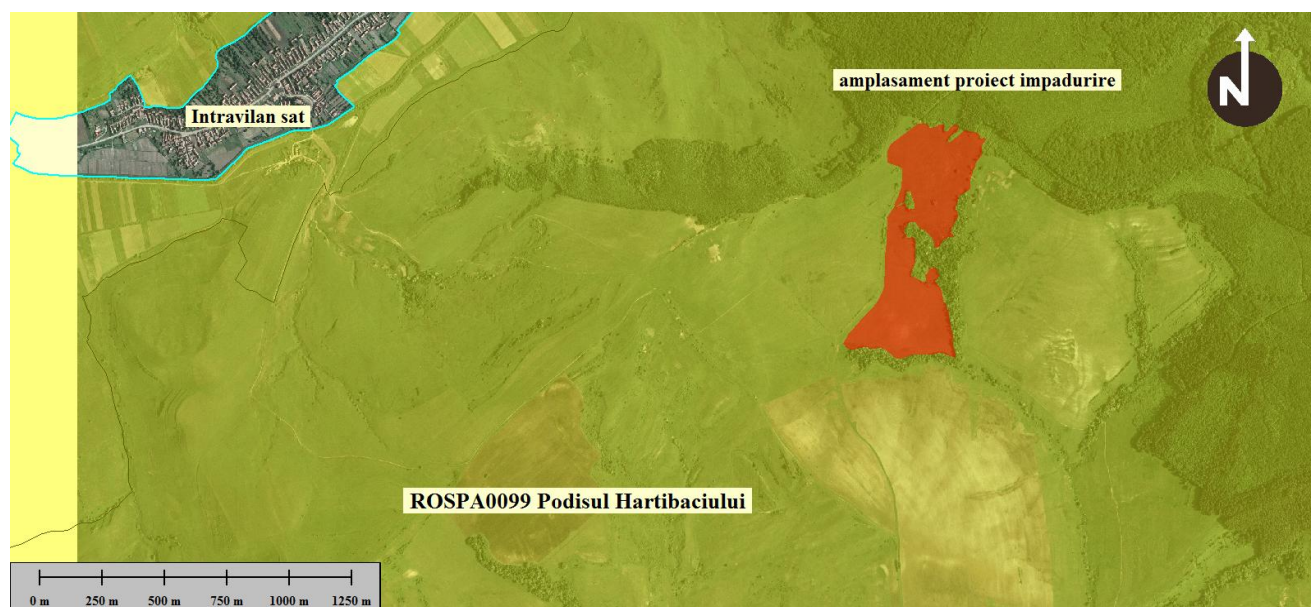 amplasament proiect impadurire
N
Intravilan sat
ROSPA0099 Podisul Hartibaciului
0 m 250 m 500 m 750 m 1000 m 1250 m